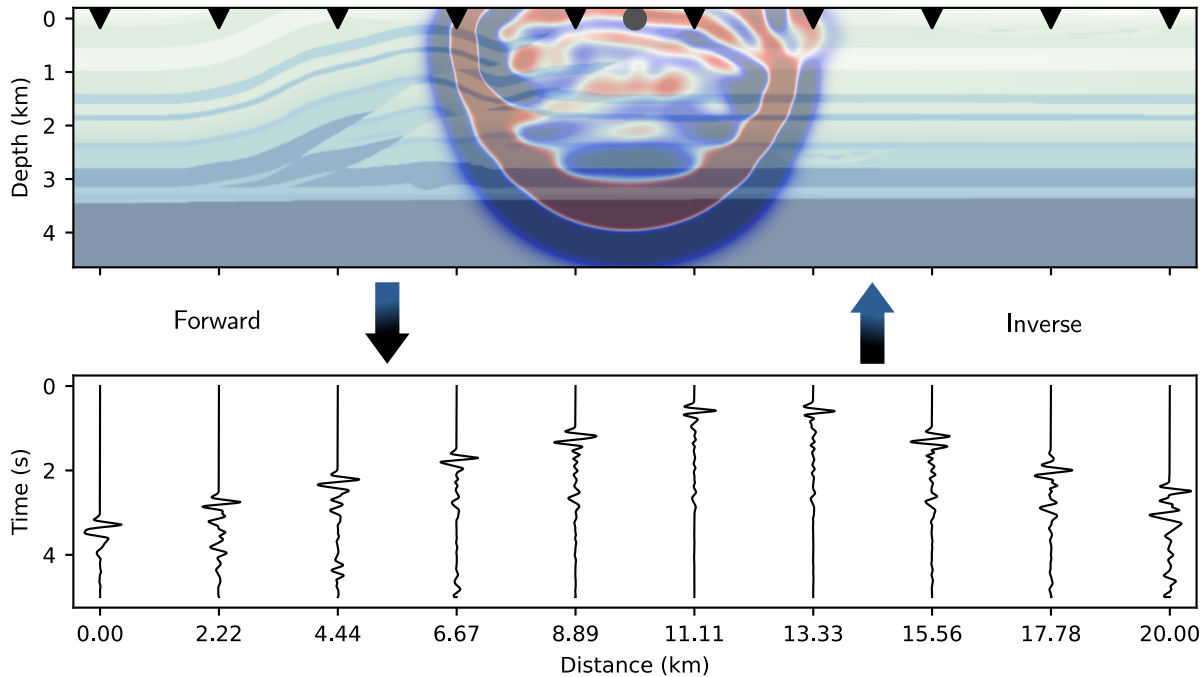 0
1
2
3
4
Depth (km)
Forward
Inverse
0
2
4
Time (s)
0.00 2.22 4.44 6.67 8.89 11.11 13.33 15.56 17.78 20.00
Distance (km)